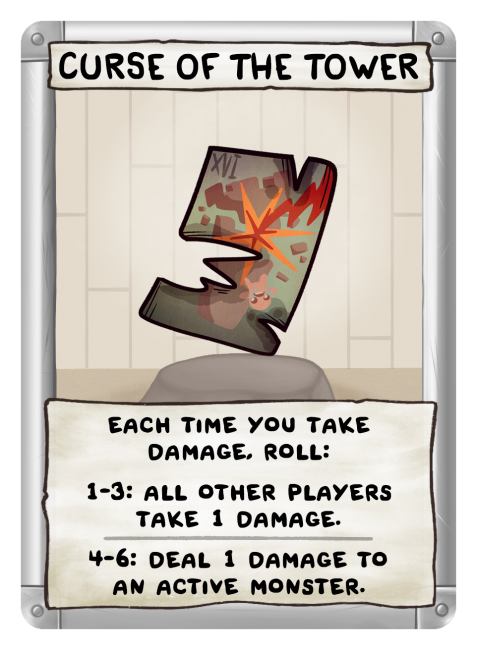 CURSE OF THE TOWER
XVI
EACH TIME YOU TAKE
DAMAGE, ROLL:
1-3: ALL OTHER PLAYERS
TAKE 1 DAMAGE.
4-6: DEAL 1 DAMAGE TO
AN ACTIVE MONSTER.